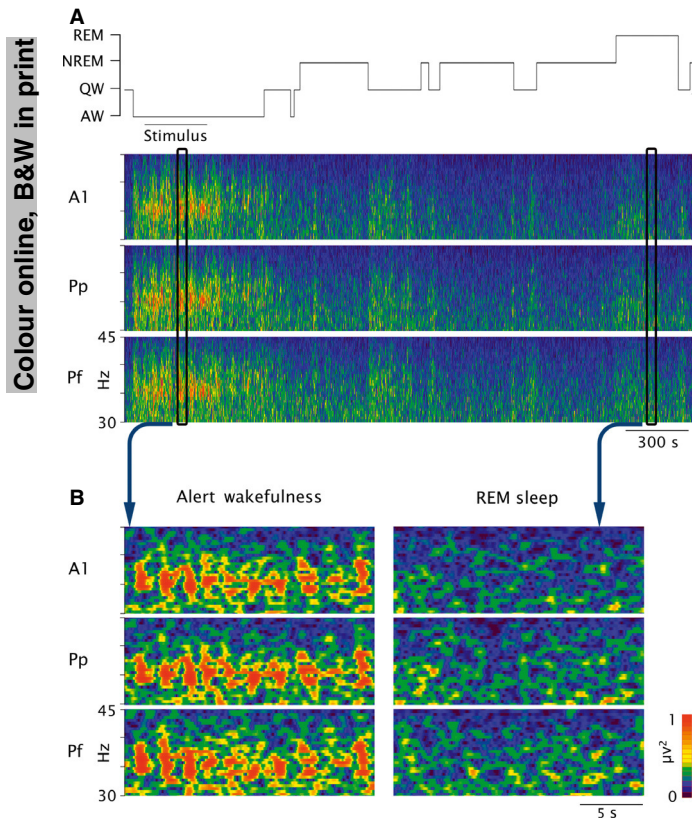 Colour online, B&W in print
A
REM
NREM
QW
AW
Stimulus
A1
Pp
45
Pf
Hz
30
300 s
B
Alert wakefulness
REM sleep
A1
Pp
45
Pf
Hz
30
1
μv²
0
5 s